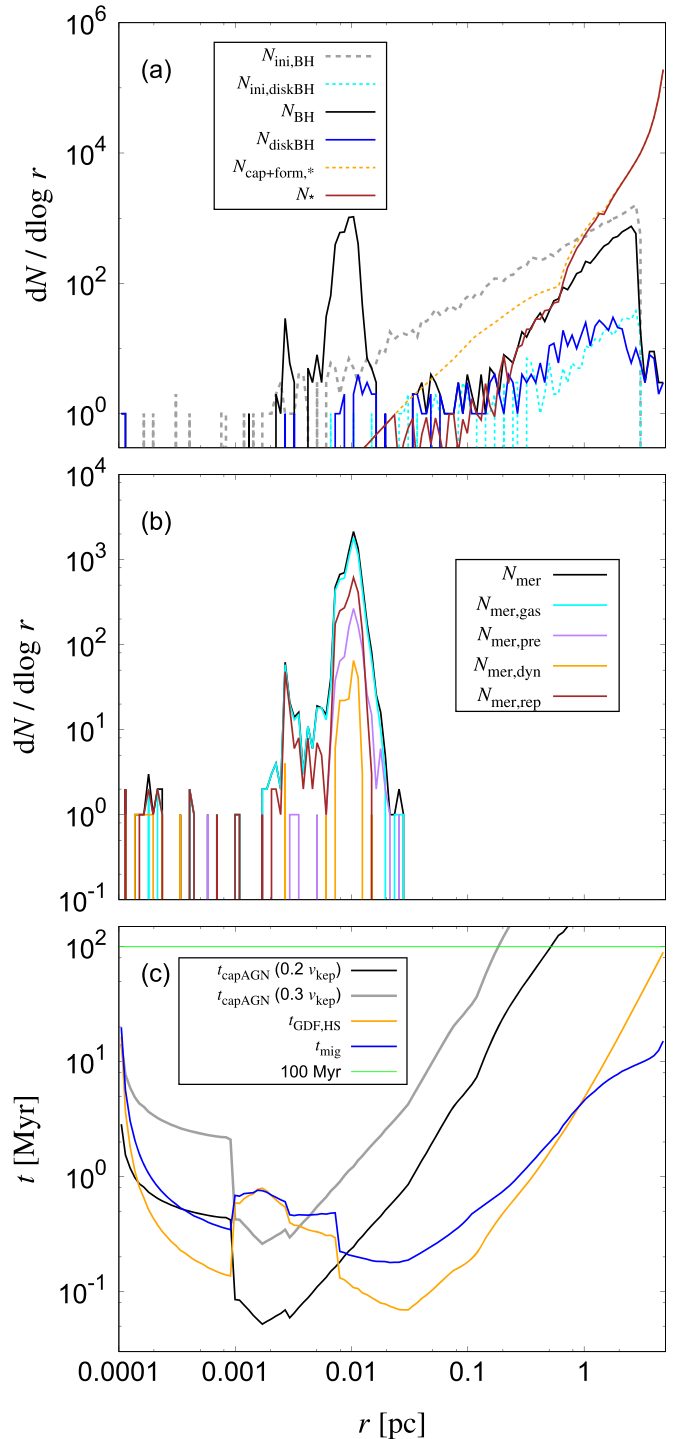 (a)
N_ini,BH
N_ini,diskBH
N_BH
N_diskBH
N_cap+form,*
N_*
dN / dlog r
10^6
10^4
10^2
10^0
(b)
N_mer
N_mer,gas
N_mer,pre
N_mer,dyn
N_mer,rep
dN / dlog r
10^4
10^3
10^2
10^1
10^0
10^-1
(c)
t_capAGN (0.2 v_kep)
t_capAGN (0.3 v_kep)
t_GDF,HS
t_mig
100 Myr
t [Myr]
10^2
10^1
10^0
10^-1
0.0001 0.001 0.01 0.1 1
r [pc]